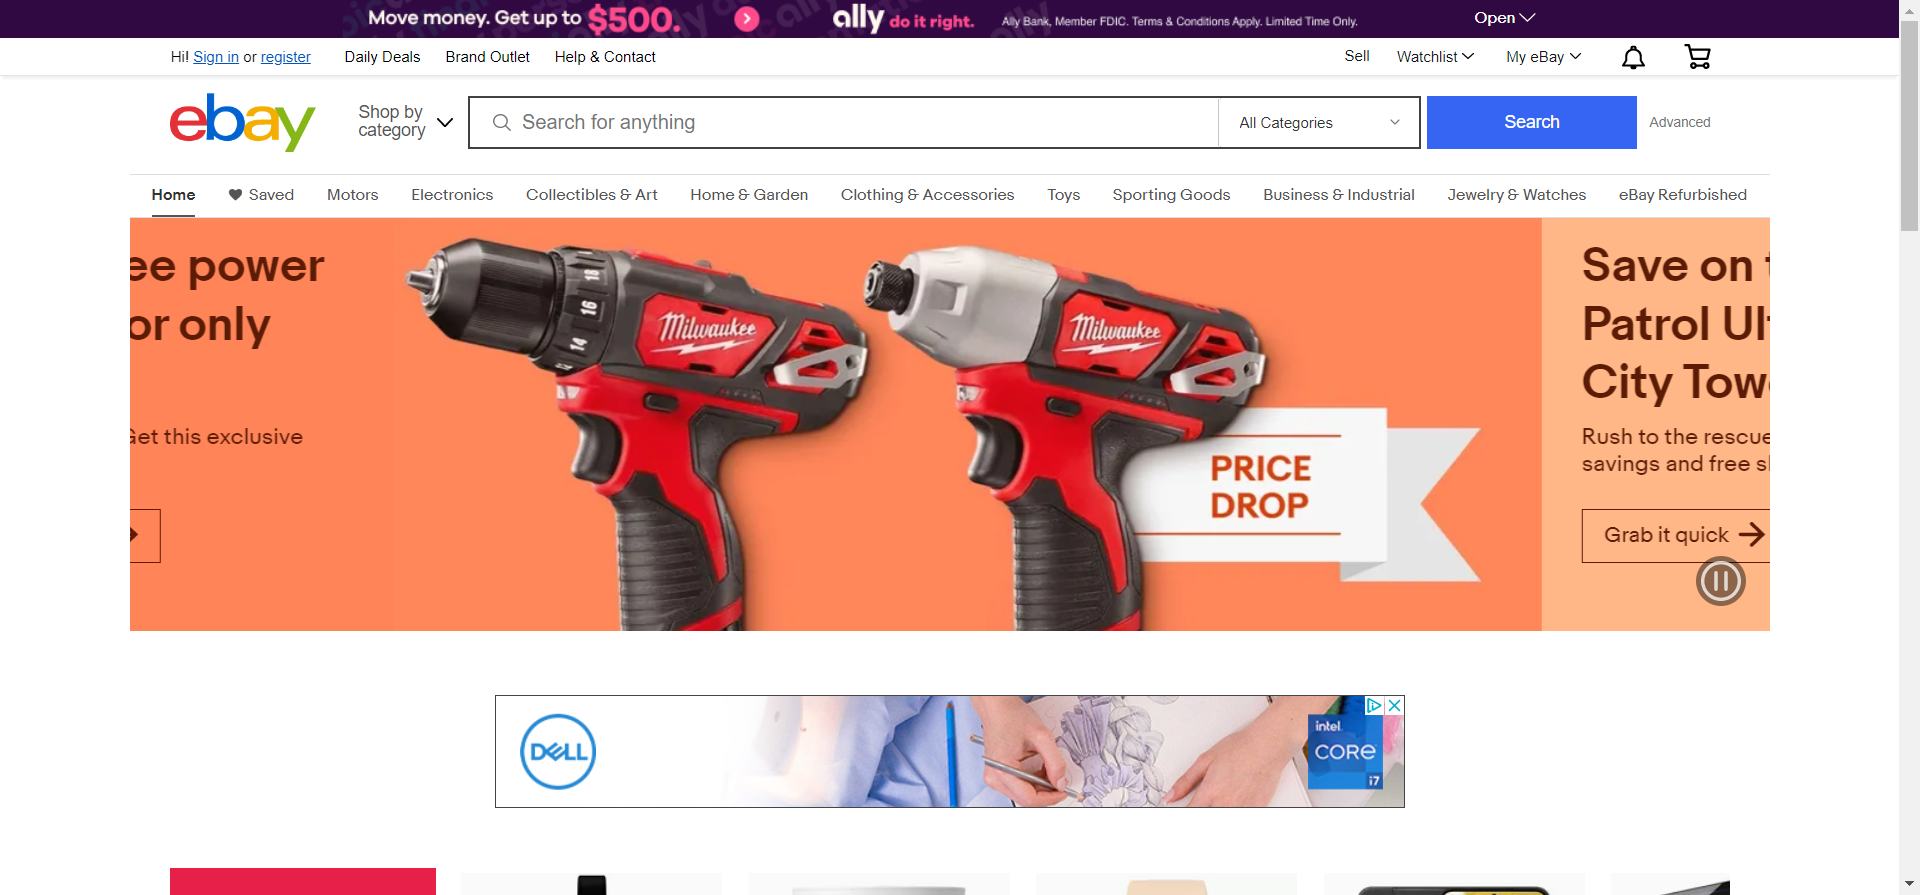 Move money. Get up to $500.
ally do it right.
Ally Bank, Member FDIC. Terms & Conditions Apply. Limited Time Only.
Open
Hi! Sign in or register
Daily Deals
Brand Outlet
Help & Contact
Sell
Watchlist
My eBay
ebay
Shop by
category
Search for anything
All Categories
Search
Advanced
Home
Saved
Motors
Electronics
Collectibles & Art
Home & Garden
Clothing & Accessories
Toys
Sporting Goods
Business & Industrial
Jewelry & Watches
eBay Refurbished
ee power
or only
Get this exclusive
18
16
14
Milwaukee
Milwaukee
PRICE
DROP
Save on
Patrol Ul
City Tow
Rush to the rescue
savings and free s
Grab it quick
DELL
intel.
CORE
i7